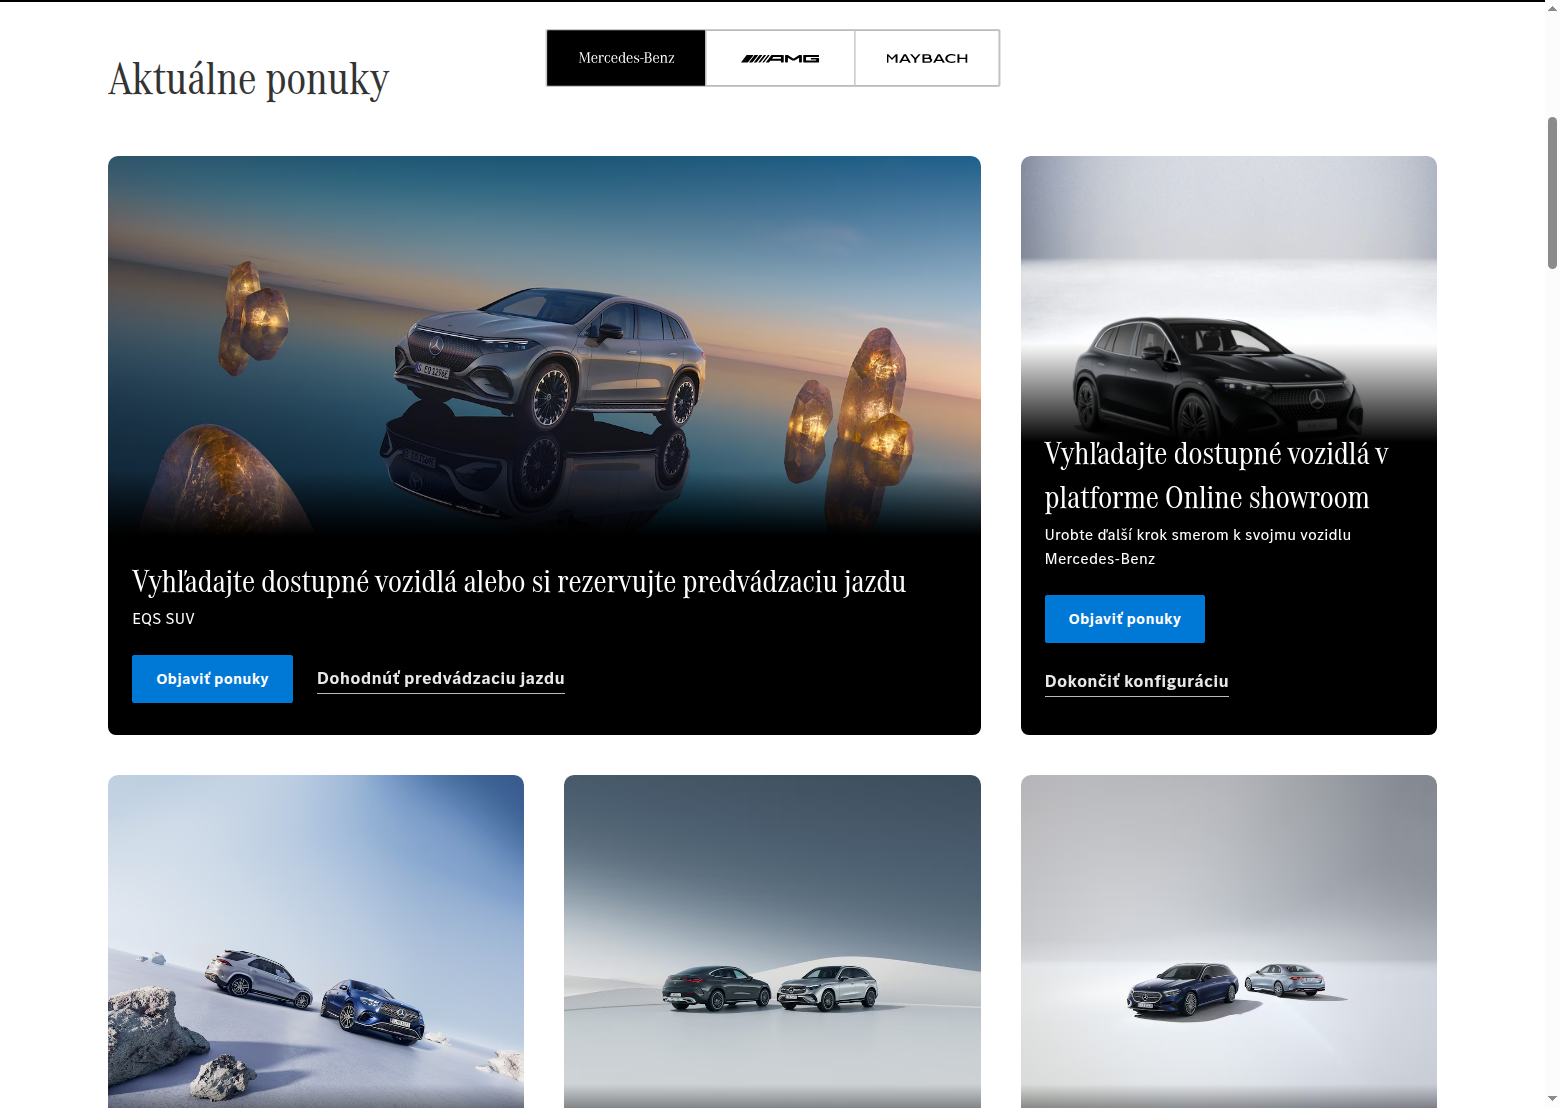 Aktuálne ponuky
Mercedes-Benz
AMG
MAYBACH
Vyhľadajte dostupné vozidlá alebo si rezervujte predvádzaciu jazdu
EQS SUV
Objaviť ponuky
Dohodnúť predvádzaciu jazdu
Vyhľadajte dostupné vozidlá v
platforme Online showroom
Urobte ďalší krok smerom k svojmu vozidlu
Mercedes-Benz
Objaviť ponuky
Dokončiť konfiguráciu